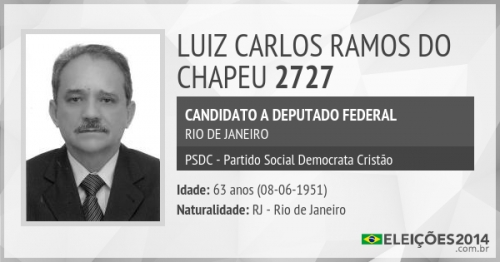 LUIZ CARLOS RAMOS DO
CHAPEU 2727
CANDIDATO A DEPUTADO FEDERAL
RIO DE JANEIRO
PSDC - Partido Social Democrata Cristão
Idade: 63 anos (08-06-1951)
Naturalidade: RJ - Rio de Janeiro
ELEIÇÕES2014
.com.br